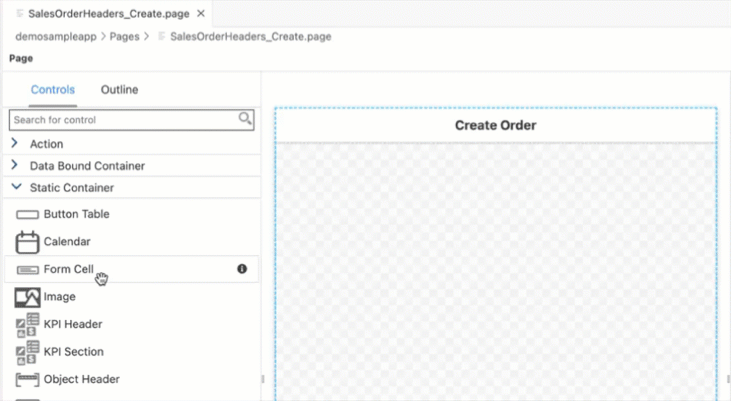 SalesOrderHeaders_Create.page ×
demosampleapp > Pages > SalesOrderHeaders_Create.page
Page
Controls Outline
Search for control
Action
Data Bound Container
Static Container
Button Table
Calendar
Form Cell
Image
KPI Header
KPI Section
Object Header
Create Order